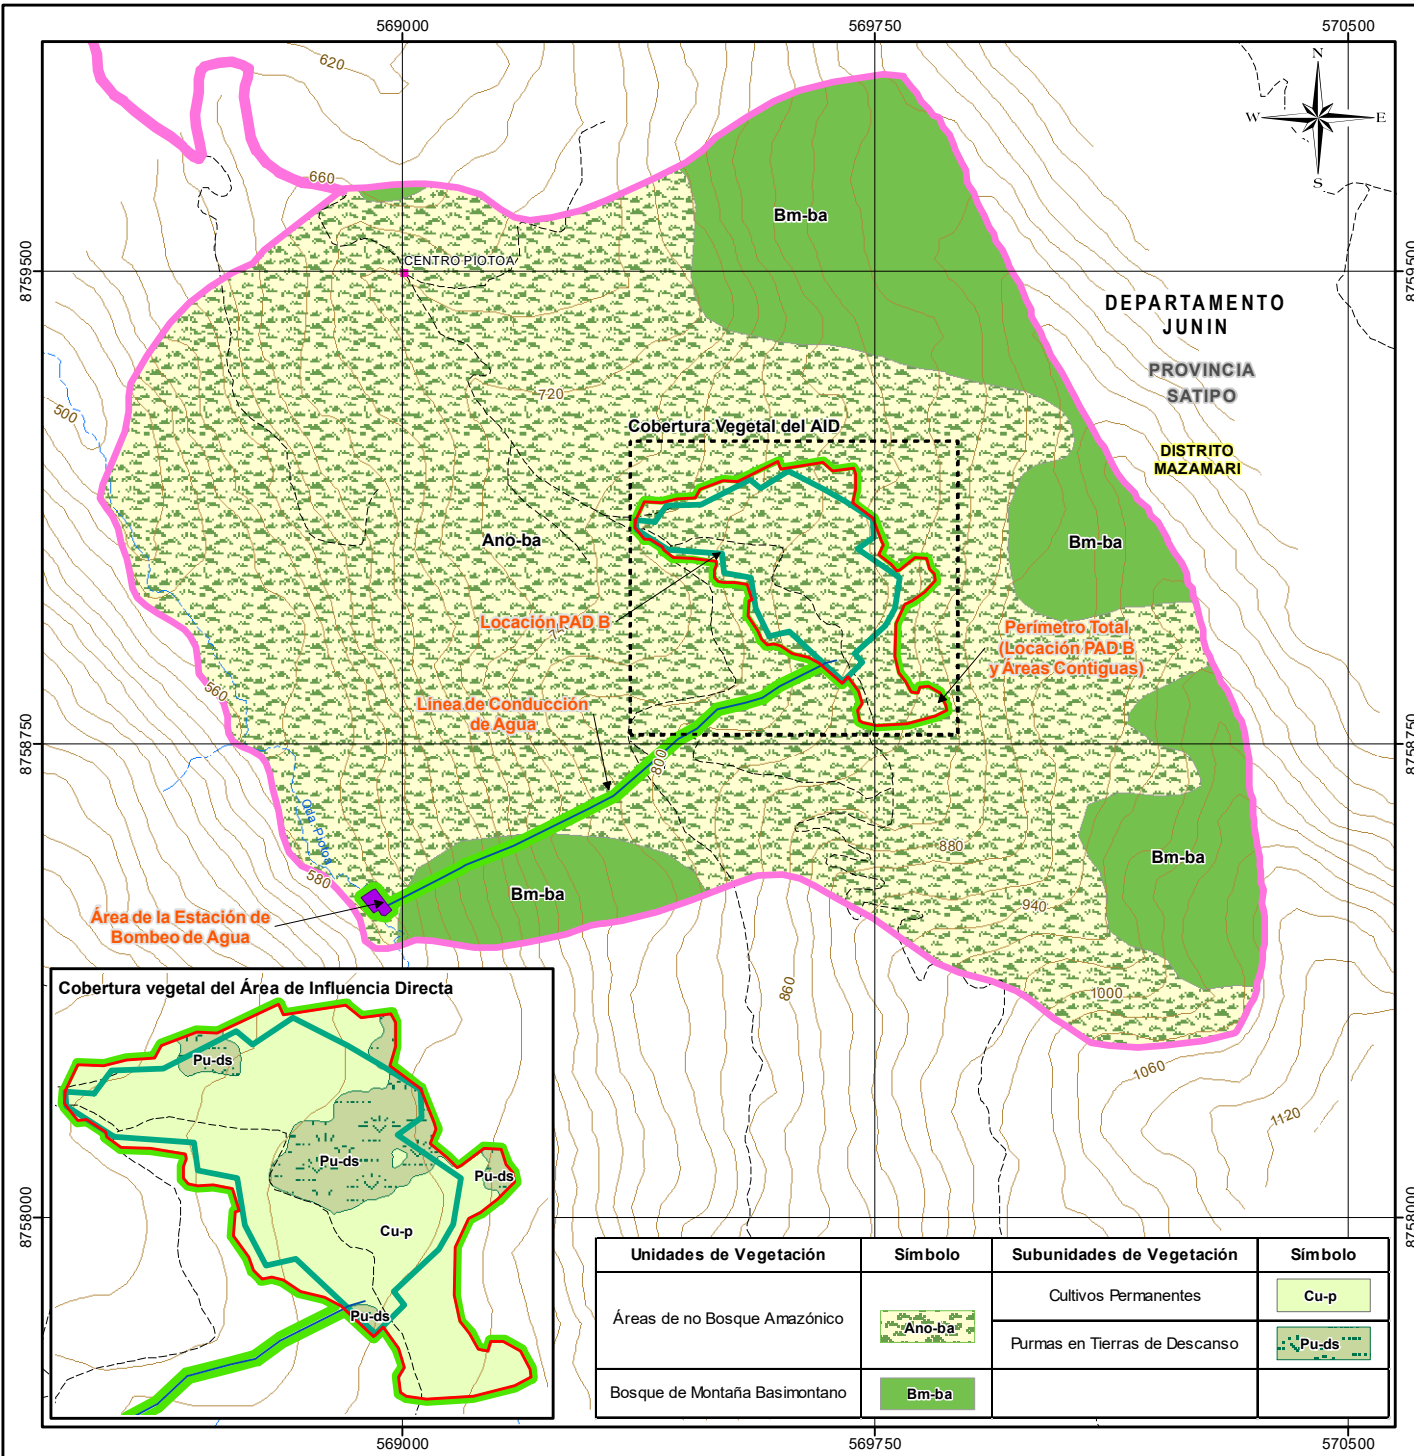 569000
569750
570500
620
N
W
E
S
660
Bm-ba
8759500
CENTRO PIOTOA
8759500
DEPARTAMENTO
JUNIN
PROVINCIA
SATIPO
500
720
Cobertura Vegetal del AID
DISTRITO
MAZAMARI
Ano-ba
Bm-ba
Locación PAD B
Perímetro Total
(Locación PAD B
y Áreas Contiguas)
560
Línea de Conducción
de Agua
8758750
8758750
800
Qda. Piotoa
880
Bm-ba
580
Bm-ba
940
Área de la Estación de
Bombeo de Agua
860
1000
Cobertura vegetal del Área de Influencia Directa
1060
Pu-ds
1120
Pu-ds
Pu-ds
Cu-p
Pu-ds
8758000
8758000
Unidades de Vegetación Símbolo Subunidades de Vegetación Símbolo
Cultivos Permanentes Cu-p
Áreas de no Bosque Amazónico Ano-ba
Purmas en Tierras de Descanso Pu-ds
Bosque de Montaña Basimontano Bm-ba
569000
569750
570500